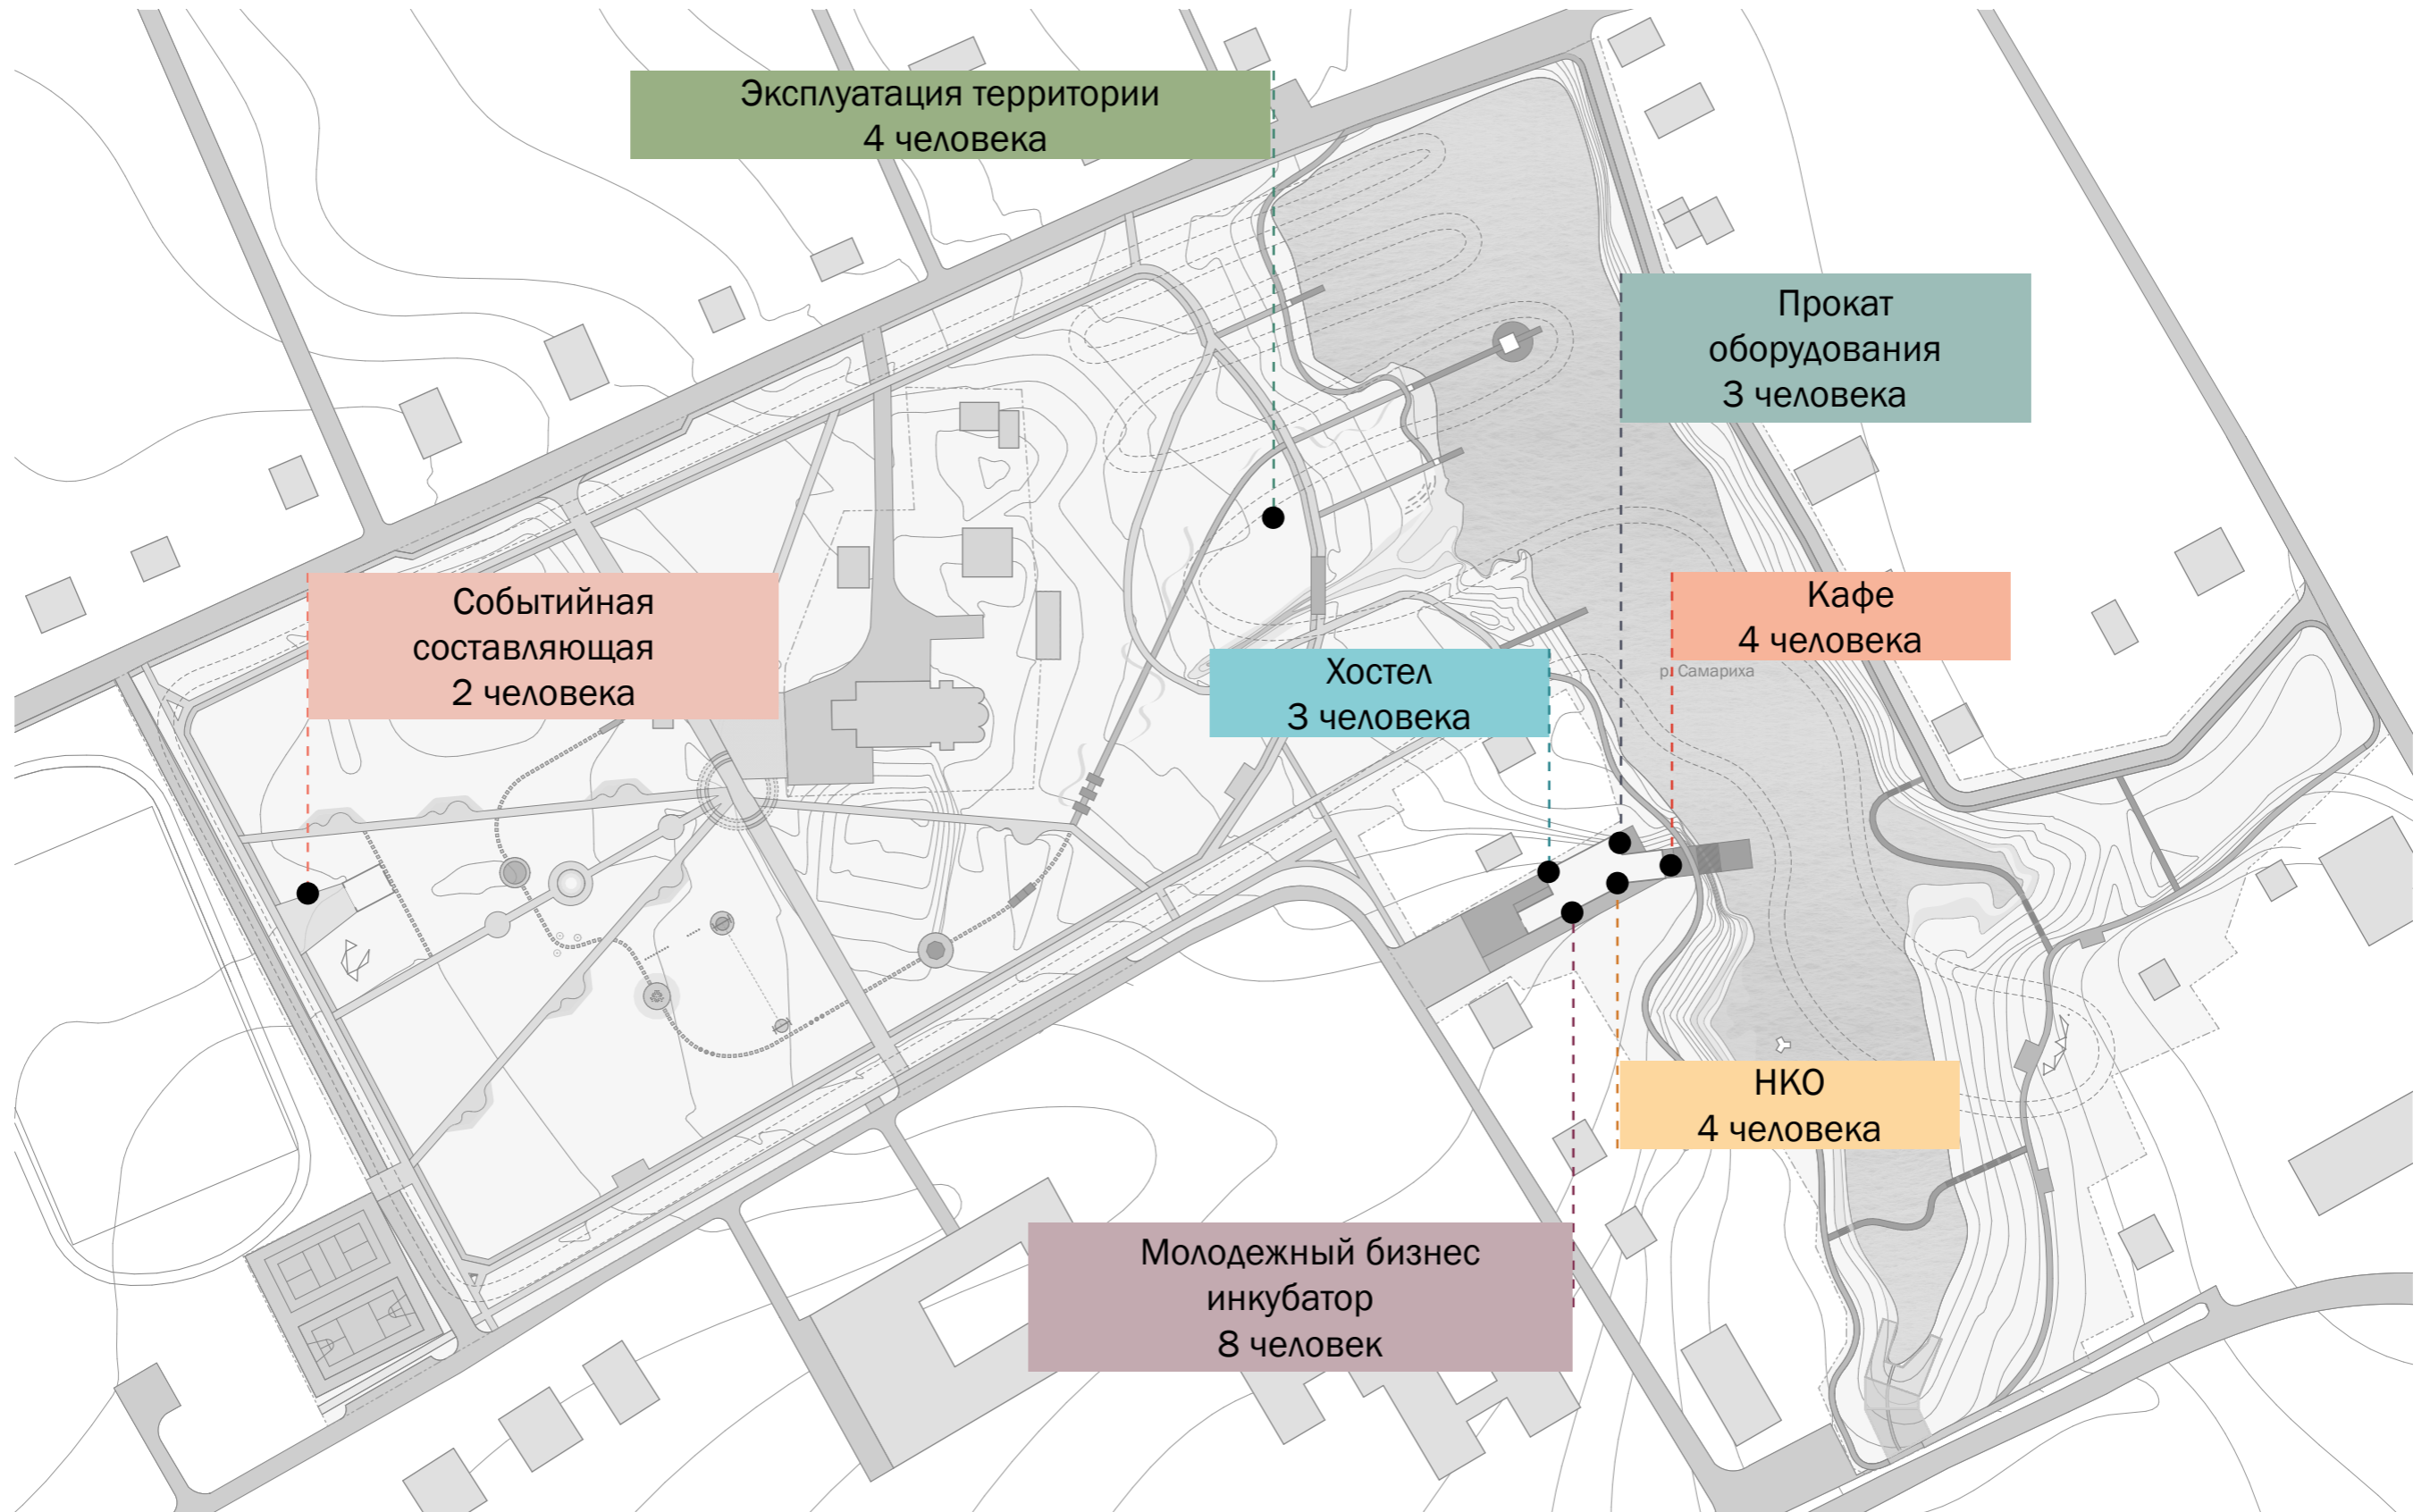 Эксплуатация территории
4 человека
Прокат
оборудования
3 человека
Событийная
составляющая
2 человека
Кафе
4 человека
р. Самариха
Хостел
3 человека
НКО
4 человека
Молодежный бизнес
инкубатор
8 человек